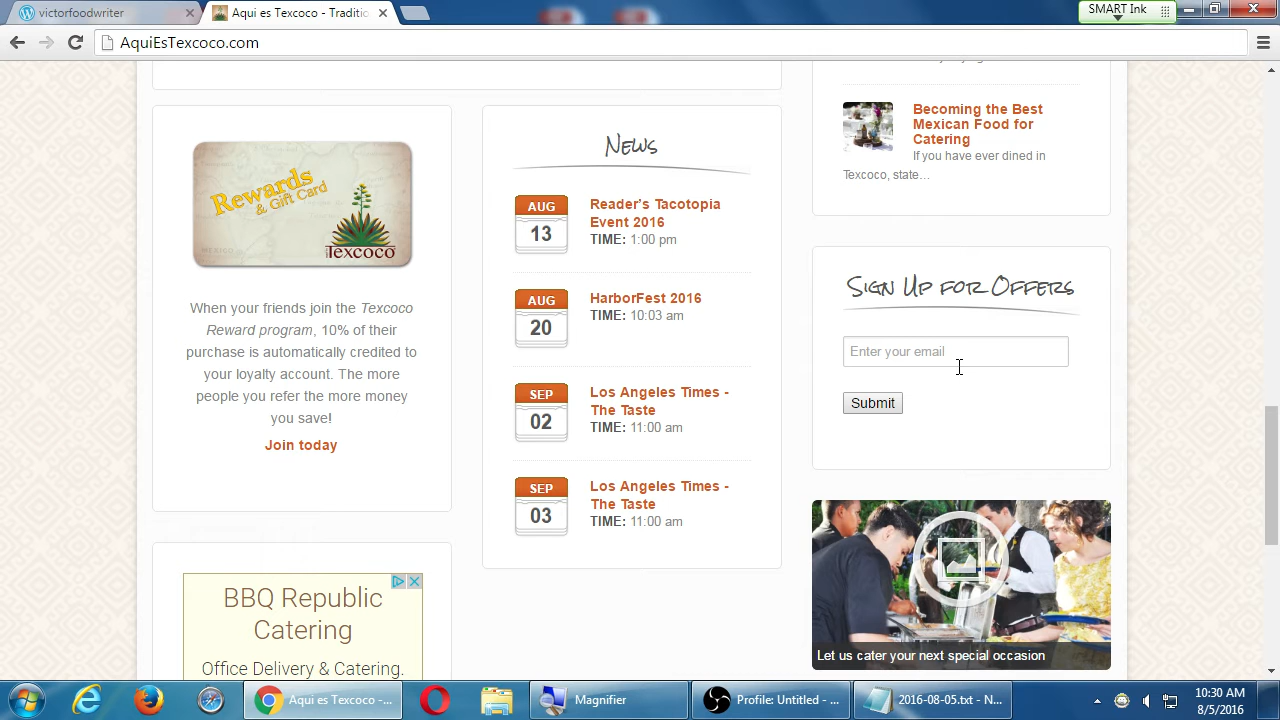 victorfoodwriter
Aqui es Texcoco - Traditio
SMART Ink
AquiEsTexcoco.com
Rewards
& Gift Card
MEXICO
Texcoco
When your friends join the Texcoco
Reward program, 10% of their
purchase is automatically credited to
your loyalty account. The more
people you refer the more money
you save!
Join today
BBQ Republic
Catering
Office Delivery & Catering.
News
AUG
13
Reader's Tacotopia
Event 2016
TIME: 1:00 pm
AUG
20
HarborFest 2016
TIME: 10:03 am
SEP
02
Los Angeles Times -
The Taste
TIME: 11:00 am
SEP
03
Los Angeles Times -
The Taste
TIME: 11:00 am
Becoming the Best
Mexican Food for
Catering
If you have ever dined in
Texcoco, state…
Sign Up for Offers
Enter your email
Submit
Let us cater your next special occasion
Aqui es Texcoco -...
Magnifier
Profile: Untitled - ...
2016-08-05.txt - N...
10:30 AM
8/5/2016